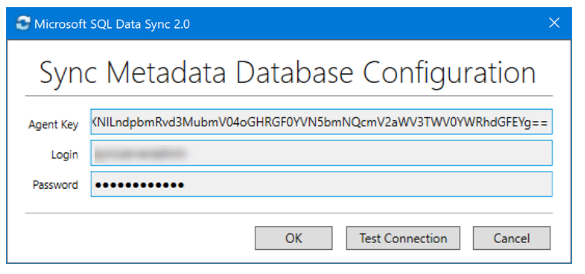 Microsoft SQL Data Sync 2.0
Sync Metadata Database Configuration
Agent Key
KNILndpbmRvd3MubmV04oGHRGF0YVN5bmNQcmV2aWV3TWV0YWRhdGFEYg==
Login
Password ●●●●●●●●●●●●
OK Test Connection Cancel